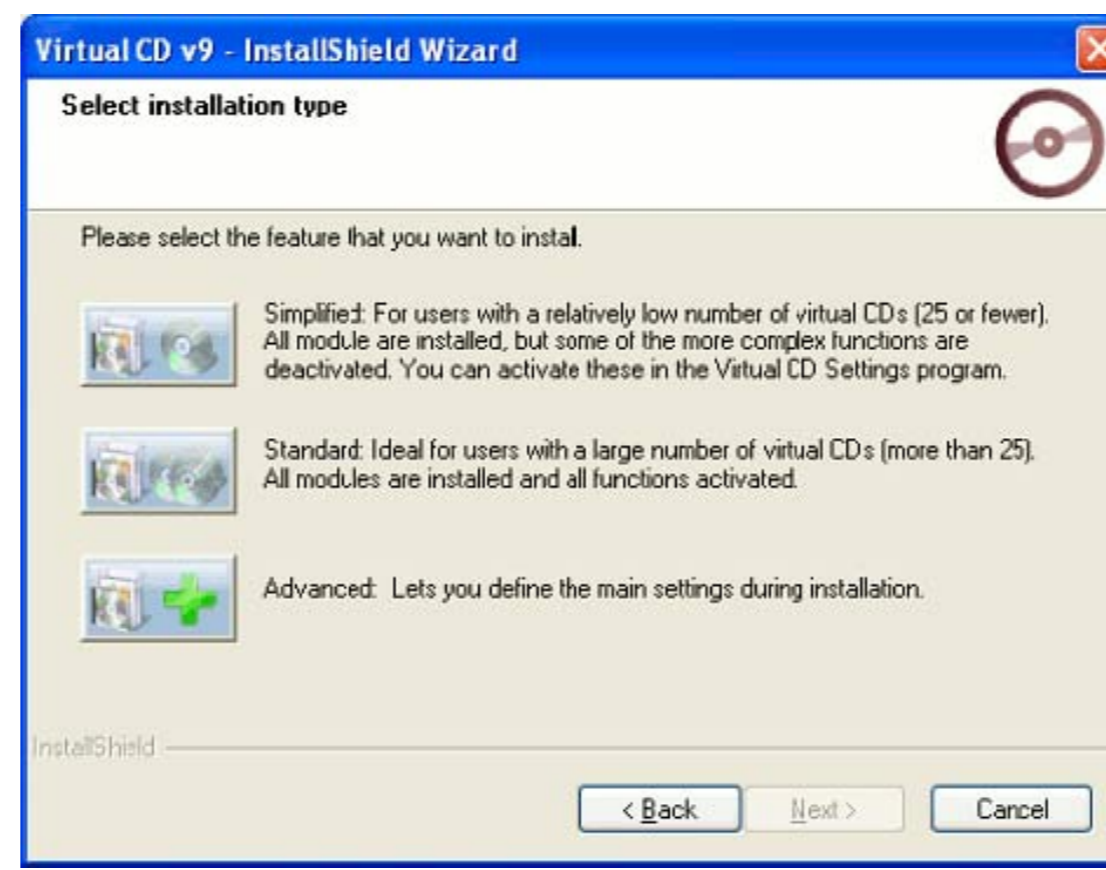 Virtual CD v9 - InstallShield Wizard
Select installation type
Please select the feature that you want to install.
Simplified: For users with a relatively low number of virtual CDs (25 or fewer).
All module are installed, but some of the more complex functions are
deactivated. You can activate these in the Virtual CD Settings program.
Standard: Ideal for users with a large number of virtual CDs (more than 25).
All modules are installed and all functions activated.
Advanced: Lets you define the main settings during installation.
InstallShield
< Back
Next >
Cancel